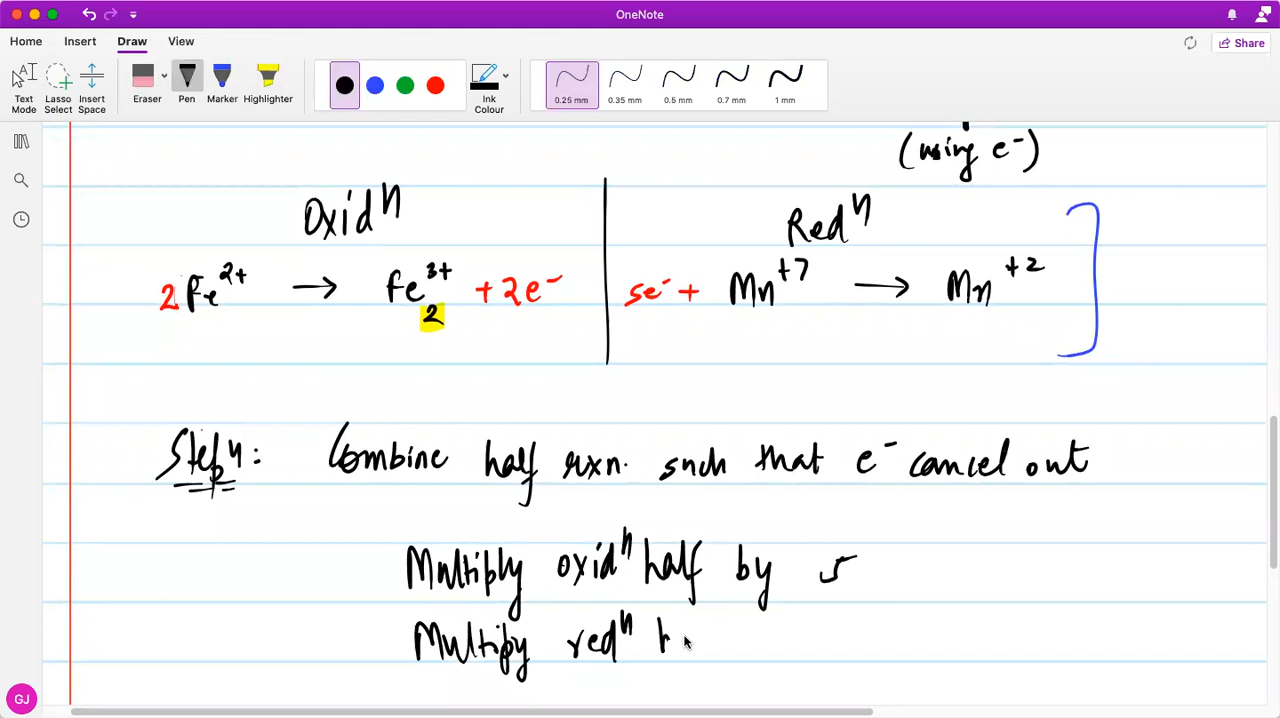 OneNote
Home Insert Draw View
Share
Text Mode Lasso Select Insert Space Eraser Pen Marker Highlighter Ink Colour 0.25 mm 0.35 mm 0.5 mm 0.7 mm 1 mm
(using e⁻)
Oxidⁿ
Redⁿ
2Fe²⁺ → Fe₂³⁺ + 2e⁻
5e⁻ + Mn⁺⁷ → Mn⁺²
Step 4: Combine half rxn. such that e⁻ cancel out
Multiply oxidⁿ half by 5
Multiply redⁿ h
GJ